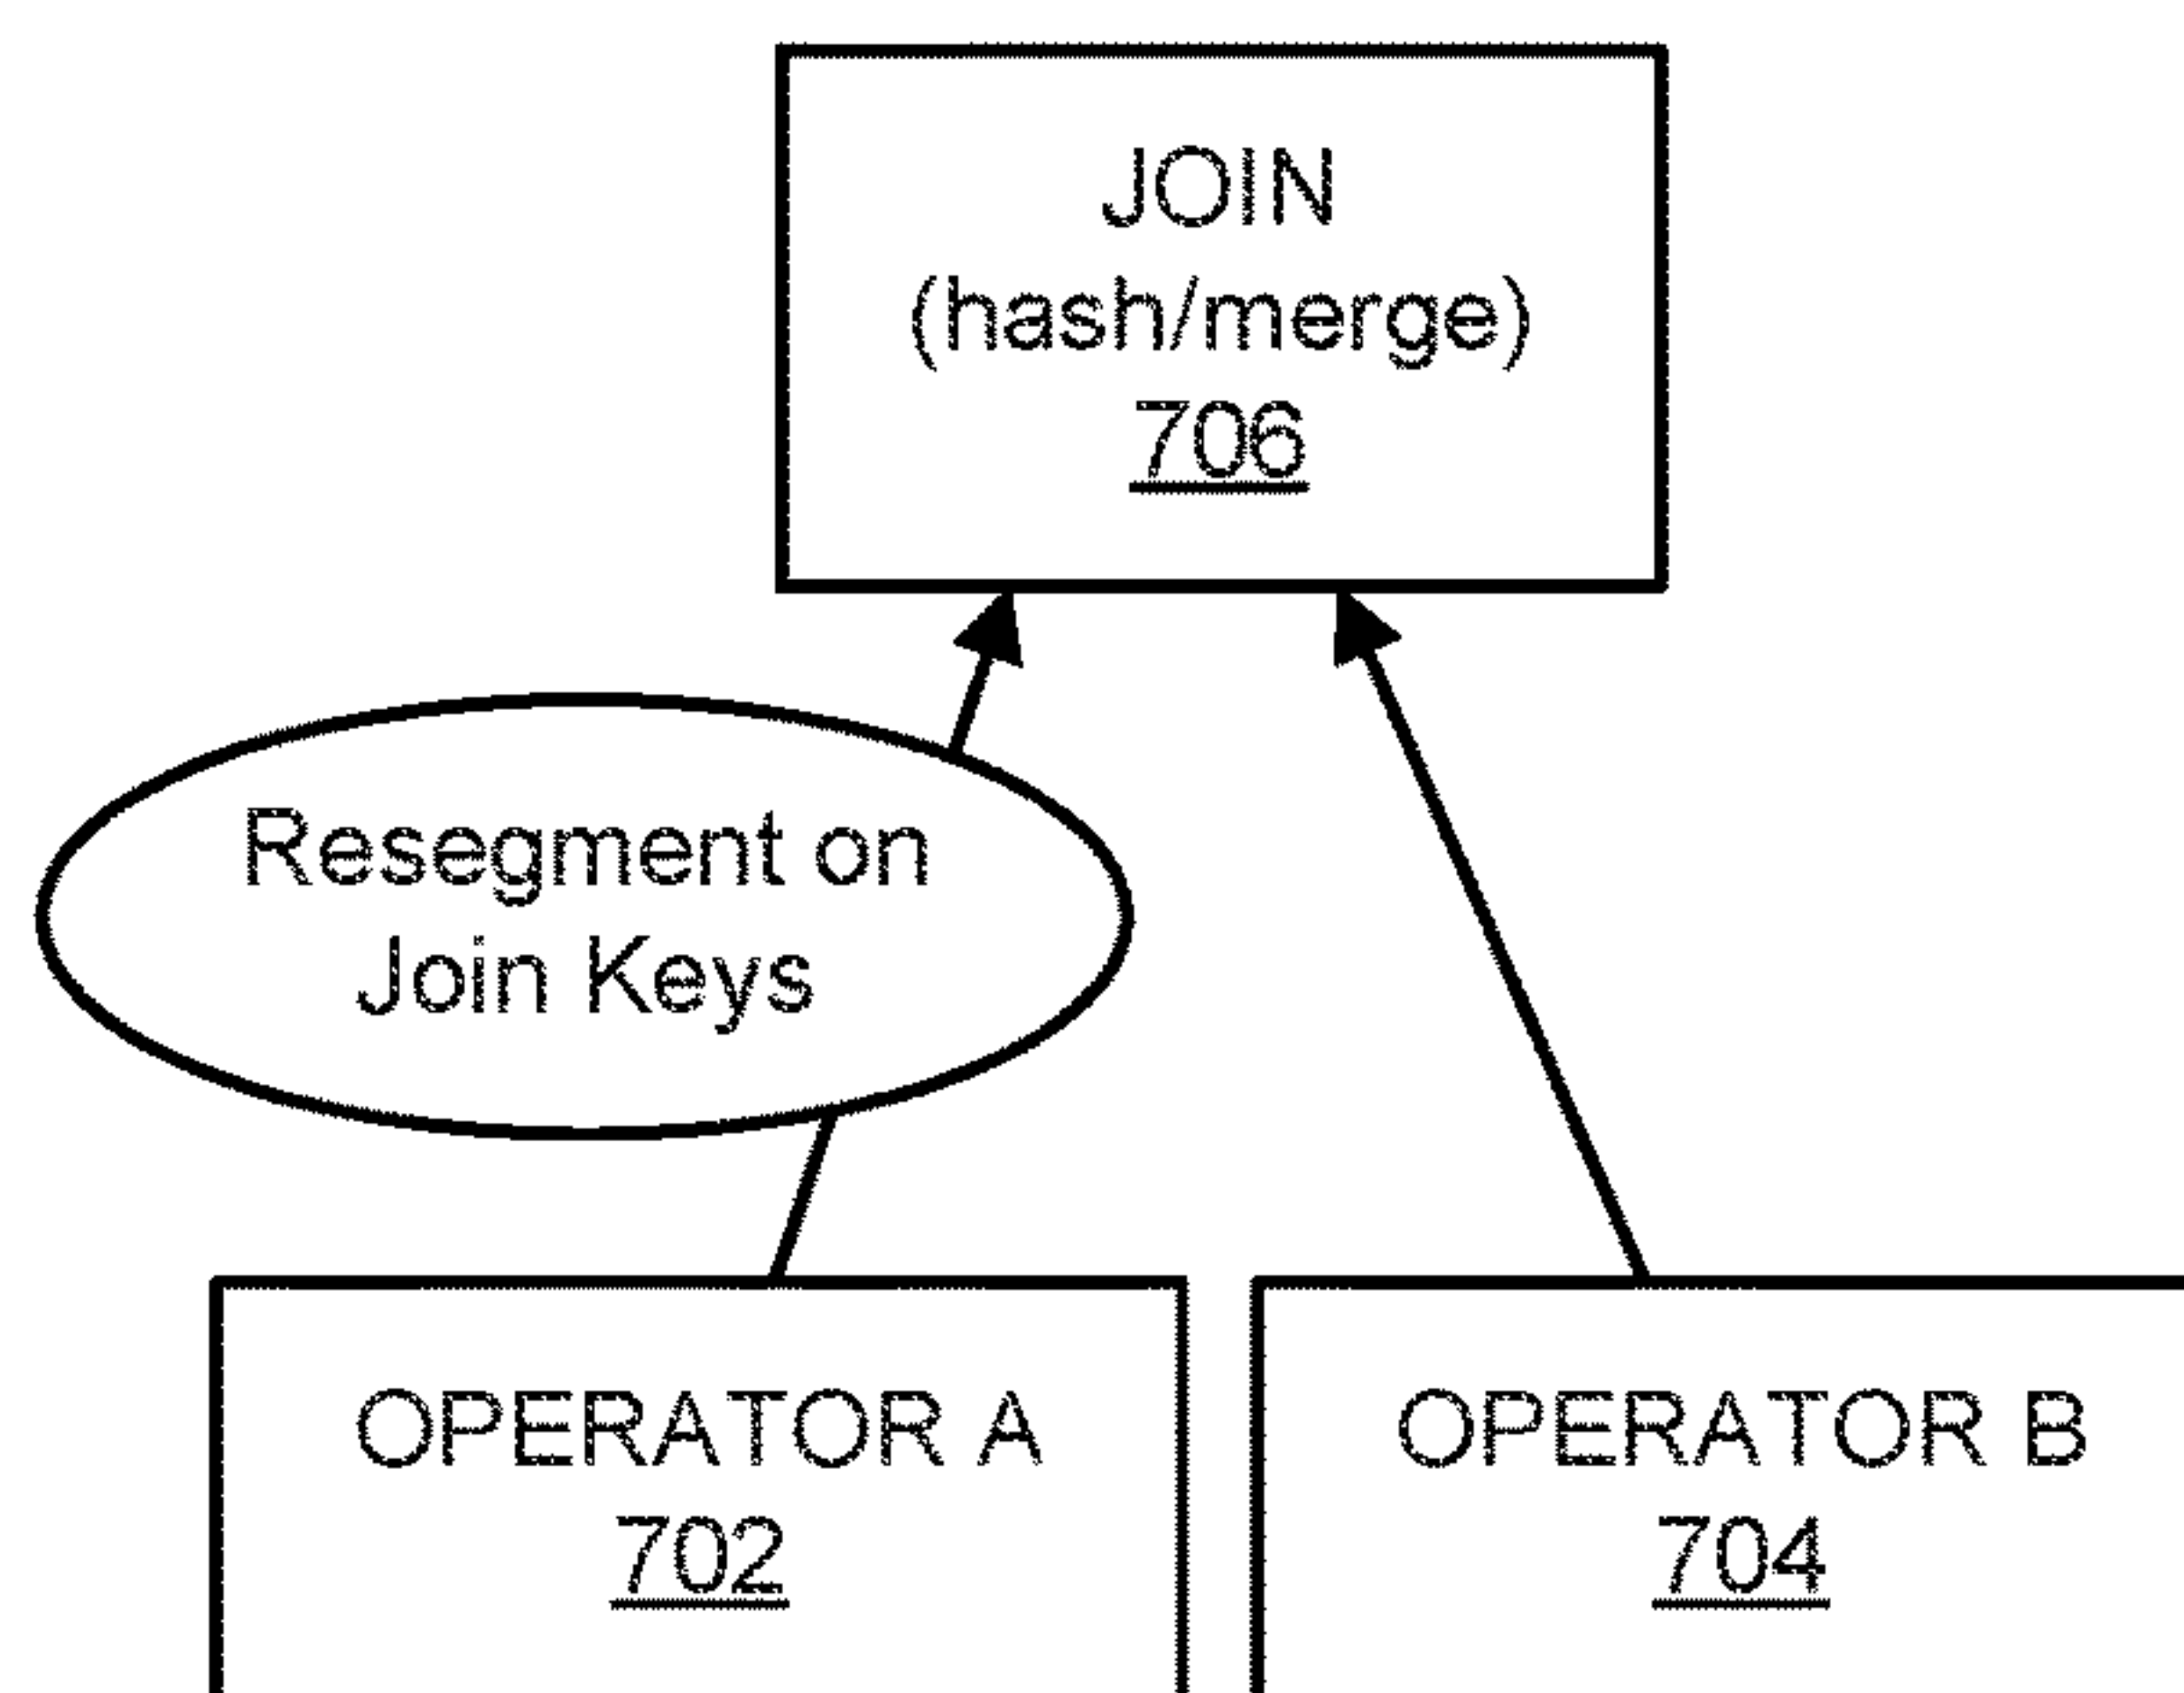 JOIN
(hash/merge)
706
Resegment on
Join Keys
OPERATOR A
702
OPERATOR B
704